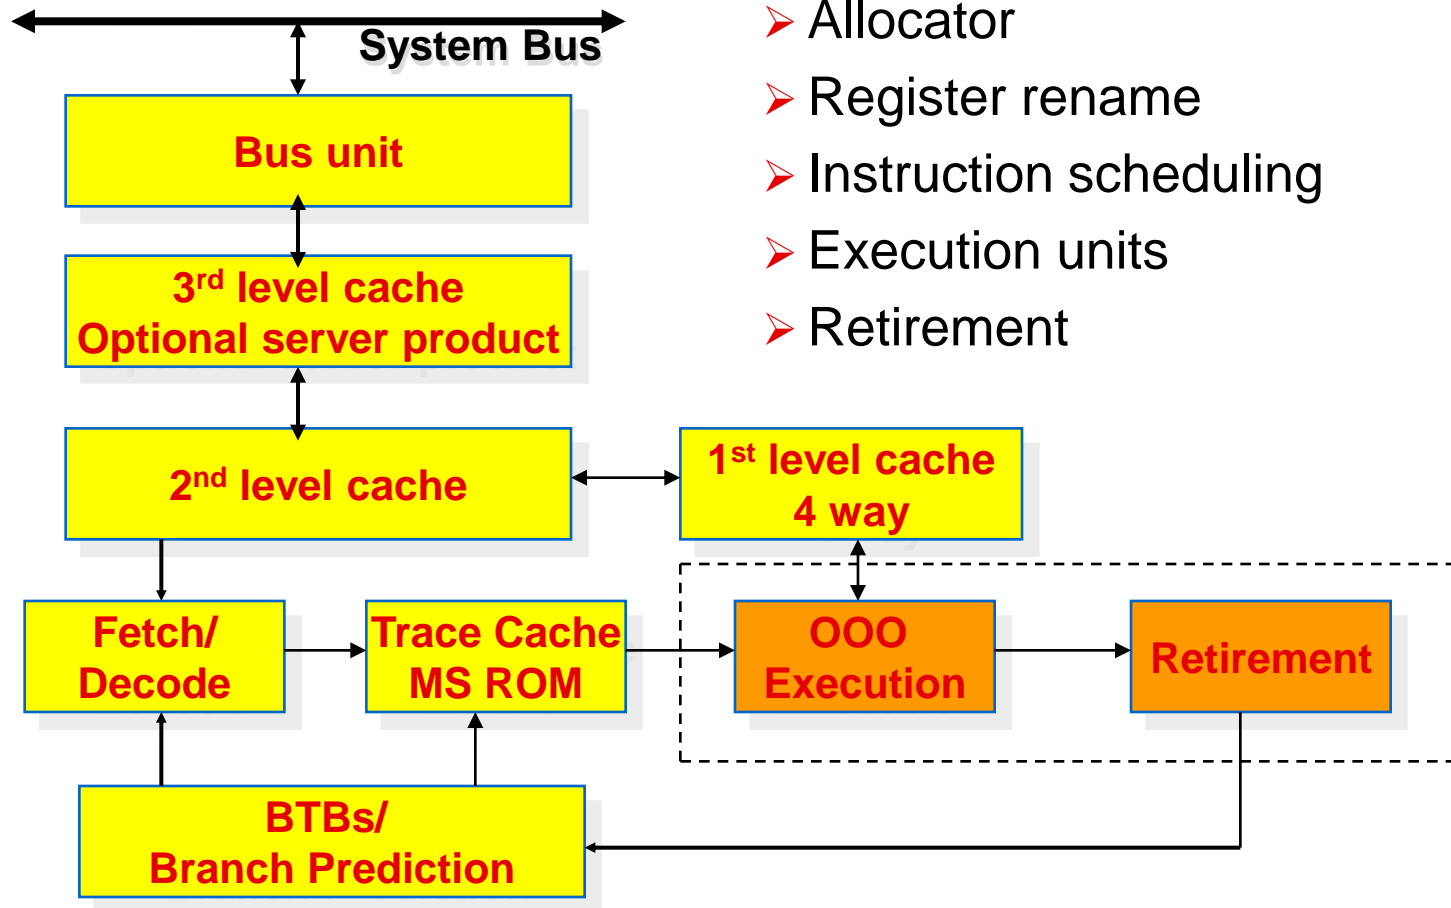 System Bus
Bus unit
3rd level cache
Optional server product
2nd level cache
1st level cache
4 way
Fetch/
Decode
Trace Cache
MS ROM
OOO
Execution
Retirement
BTBs/
Branch Prediction
➢ Allocator
➢ Register rename
➢ Instruction scheduling
➢ Execution units
➢ Retirement